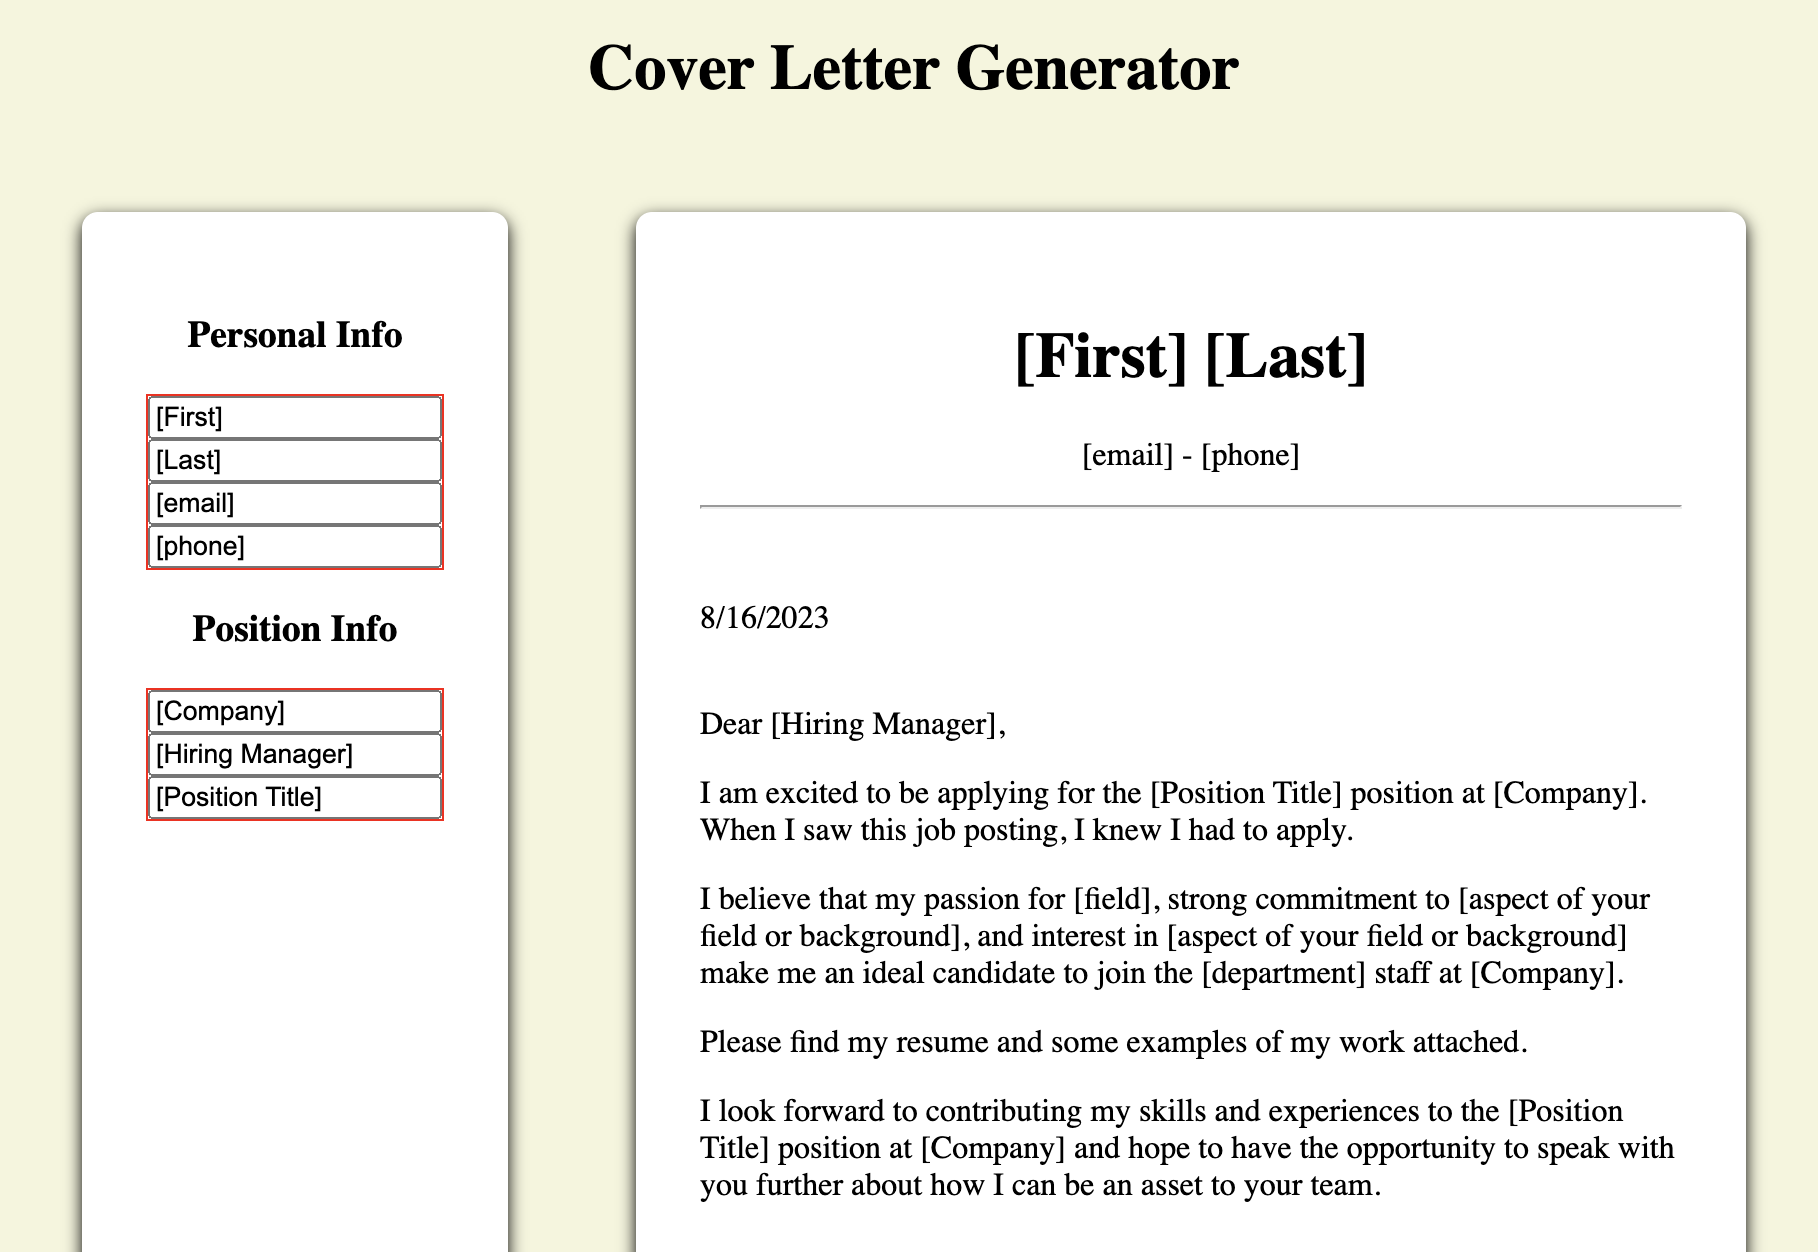 Cover Letter Generator
Personal Info
[First]
[Last]
[email]
[phone]
Position Info
[Company]
[Hiring Manager]
[Position Title]
[First] [Last]
[email] - [phone]
8/16/2023
Dear [Hiring Manager],
I am excited to be applying for the [Position Title] position at [Company].
When I saw this job posting, I knew I had to apply.
I believe that my passion for [field], strong commitment to [aspect of your
field or background], and interest in [aspect of your field or background]
make me an ideal candidate to join the [department] staff at [Company].
Please find my resume and some examples of my work attached.
I look forward to contributing my skills and experiences to the [Position
Title] position at [Company] and hope to have the opportunity to speak with
you further about how I can be an asset to your team.